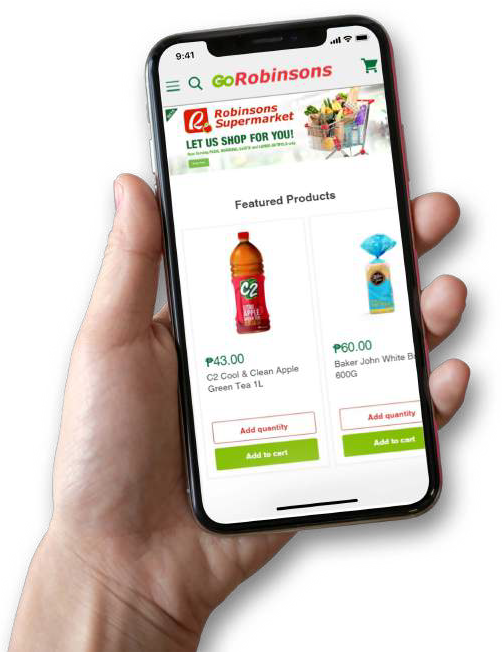 9:41
GORobinsons
Robinsons
Supermarket
LET US SHOP FOR YOU!
Featured Products
C2
APPLE
₱43.00
C2 Cool & Clean Apple
Green Tea 1L
Add quantity
Add to cart
₱60.00
Baker John White B
600G
Add quantity
Add to cart